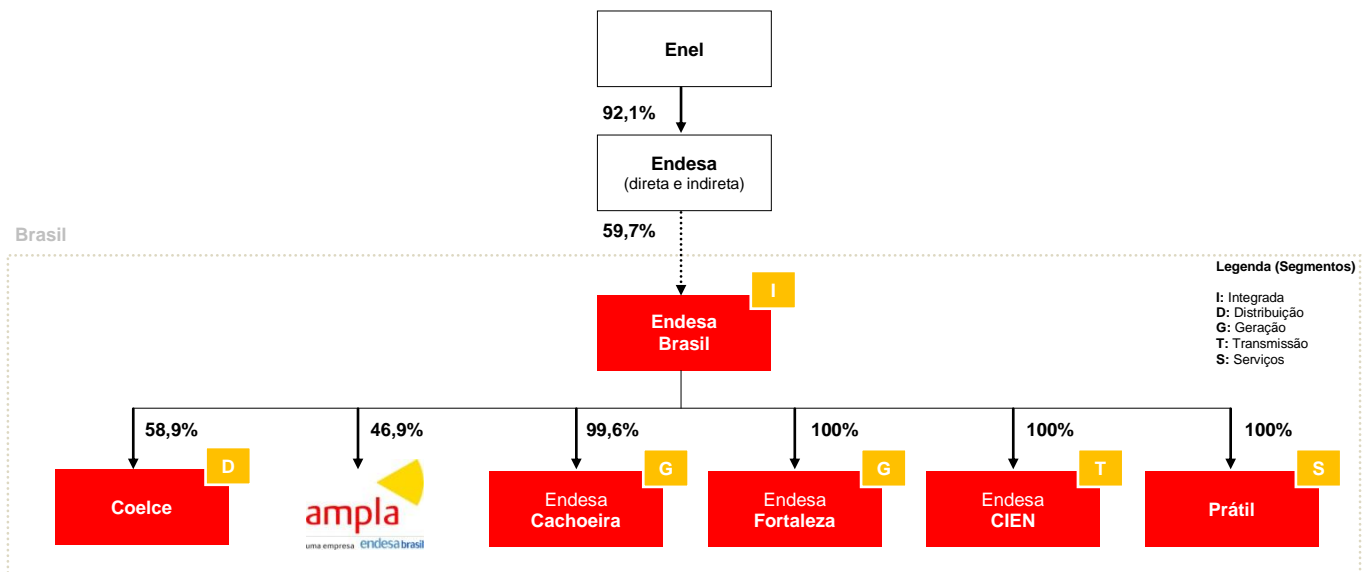 Enel
92,1%
Endesa
(direta e indireta)
59,7%
Brasil
Legenda (Segmentos)
I: Integrada
D: Distribuição
G: Geração
T: Transmissão
S: Serviços
I
Endesa
Brasil
58,9%
46,9%
99,6%
100%
100%
100%
D
G
G
T
S
Coelce
ampla
uma empresa endesa brasil
Endesa
Cachoeira
Endesa
Fortaleza
Endesa
CIEN
Prátil